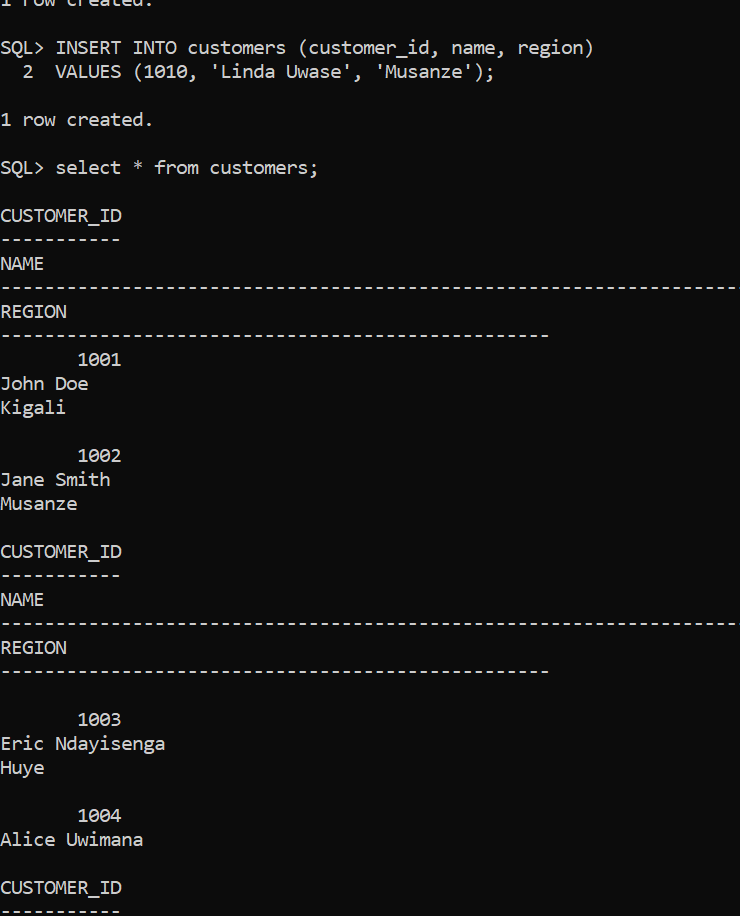 1 row created.
SQL> INSERT INTO customers (customer_id, name, region)
  2  VALUES (1010, 'Linda Uwase', 'Musanze');
1 row created.
SQL> select * from customers;
CUSTOMER_ID
-----------
NAME
--------------------------------------------------------------------
REGION
--------------------------------------------------
       1001
John Doe
Kigali
       1002
Jane Smith
Musanze
CUSTOMER_ID
-----------
NAME
--------------------------------------------------------------------
REGION
--------------------------------------------------
       1003
Eric Ndayisenga
Huye
       1004
Alice Uwimana
CUSTOMER_ID
-----------